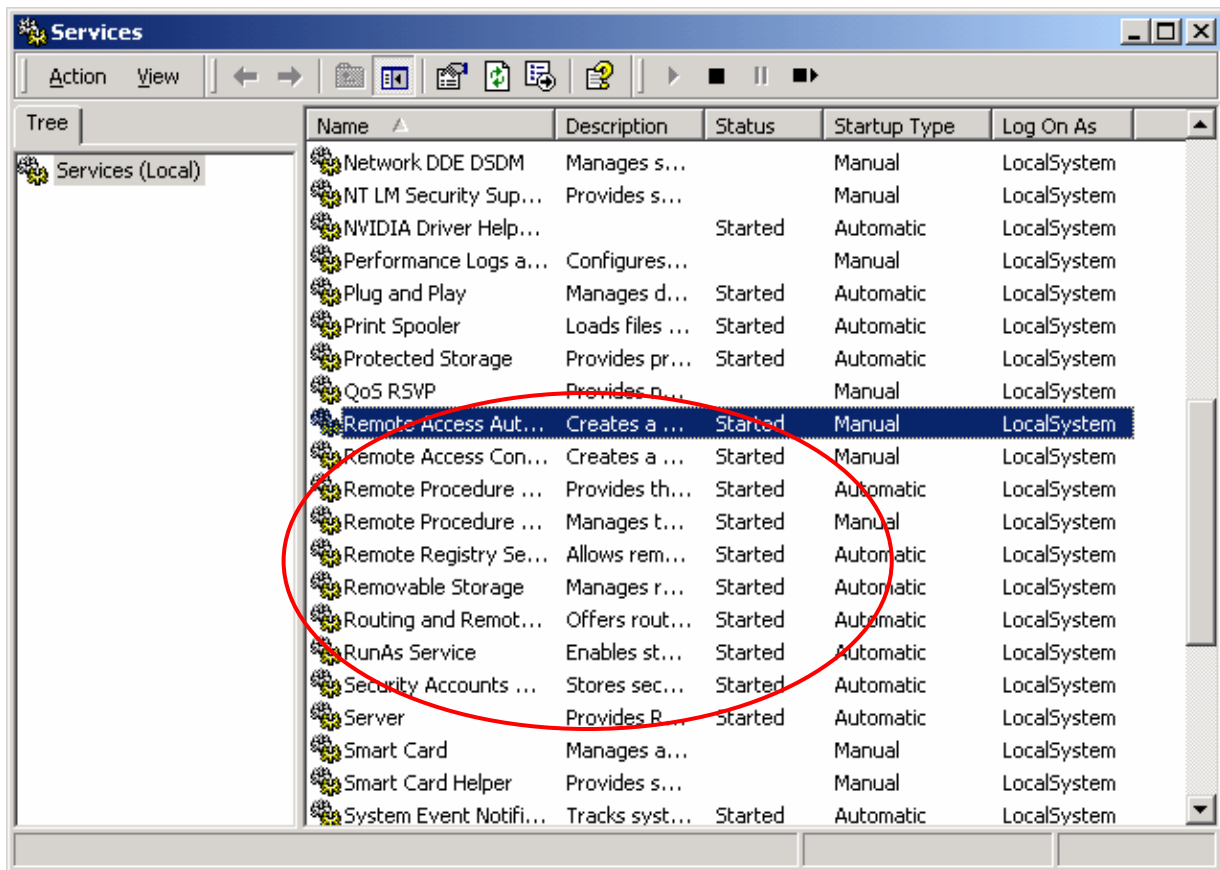 Services
Action View
Tree
Name Description Status Startup Type Log On As
Services (Local)
Network DDE DSDM Manages s... Manual LocalSystem
NT LM Security Sup... Provides s... Manual LocalSystem
NVIDIA Driver Help... Started Automatic LocalSystem
Performance Logs a... Configures... Manual LocalSystem
Plug and Play Manages d... Started Automatic LocalSystem
Print Spooler Loads files ... Started Automatic LocalSystem
Protected Storage Provides pr... Started Automatic LocalSystem
QoS RSVP Provides n... Manual LocalSystem
Remote Access Aut... Creates a ... Started Manual LocalSystem
Remote Access Con... Creates a ... Started Manual LocalSystem
Remote Procedure ... Provides th... Started Automatic LocalSystem
Remote Procedure ... Manages t... Started Manual LocalSystem
Remote Registry Se... Allows rem... Started Automatic LocalSystem
Removable Storage Manages r... Started Automatic LocalSystem
Routing and Remot... Offers rout... Started Automatic LocalSystem
RunAs Service Enables st... Started Automatic LocalSystem
Security Accounts ... Stores sec... Started Automatic LocalSystem
Server Provides R... Started Automatic LocalSystem
Smart Card Manages a... Manual LocalSystem
Smart Card Helper Provides s... Manual LocalSystem
System Event Notifi... Tracks syst... Started Automatic LocalSystem